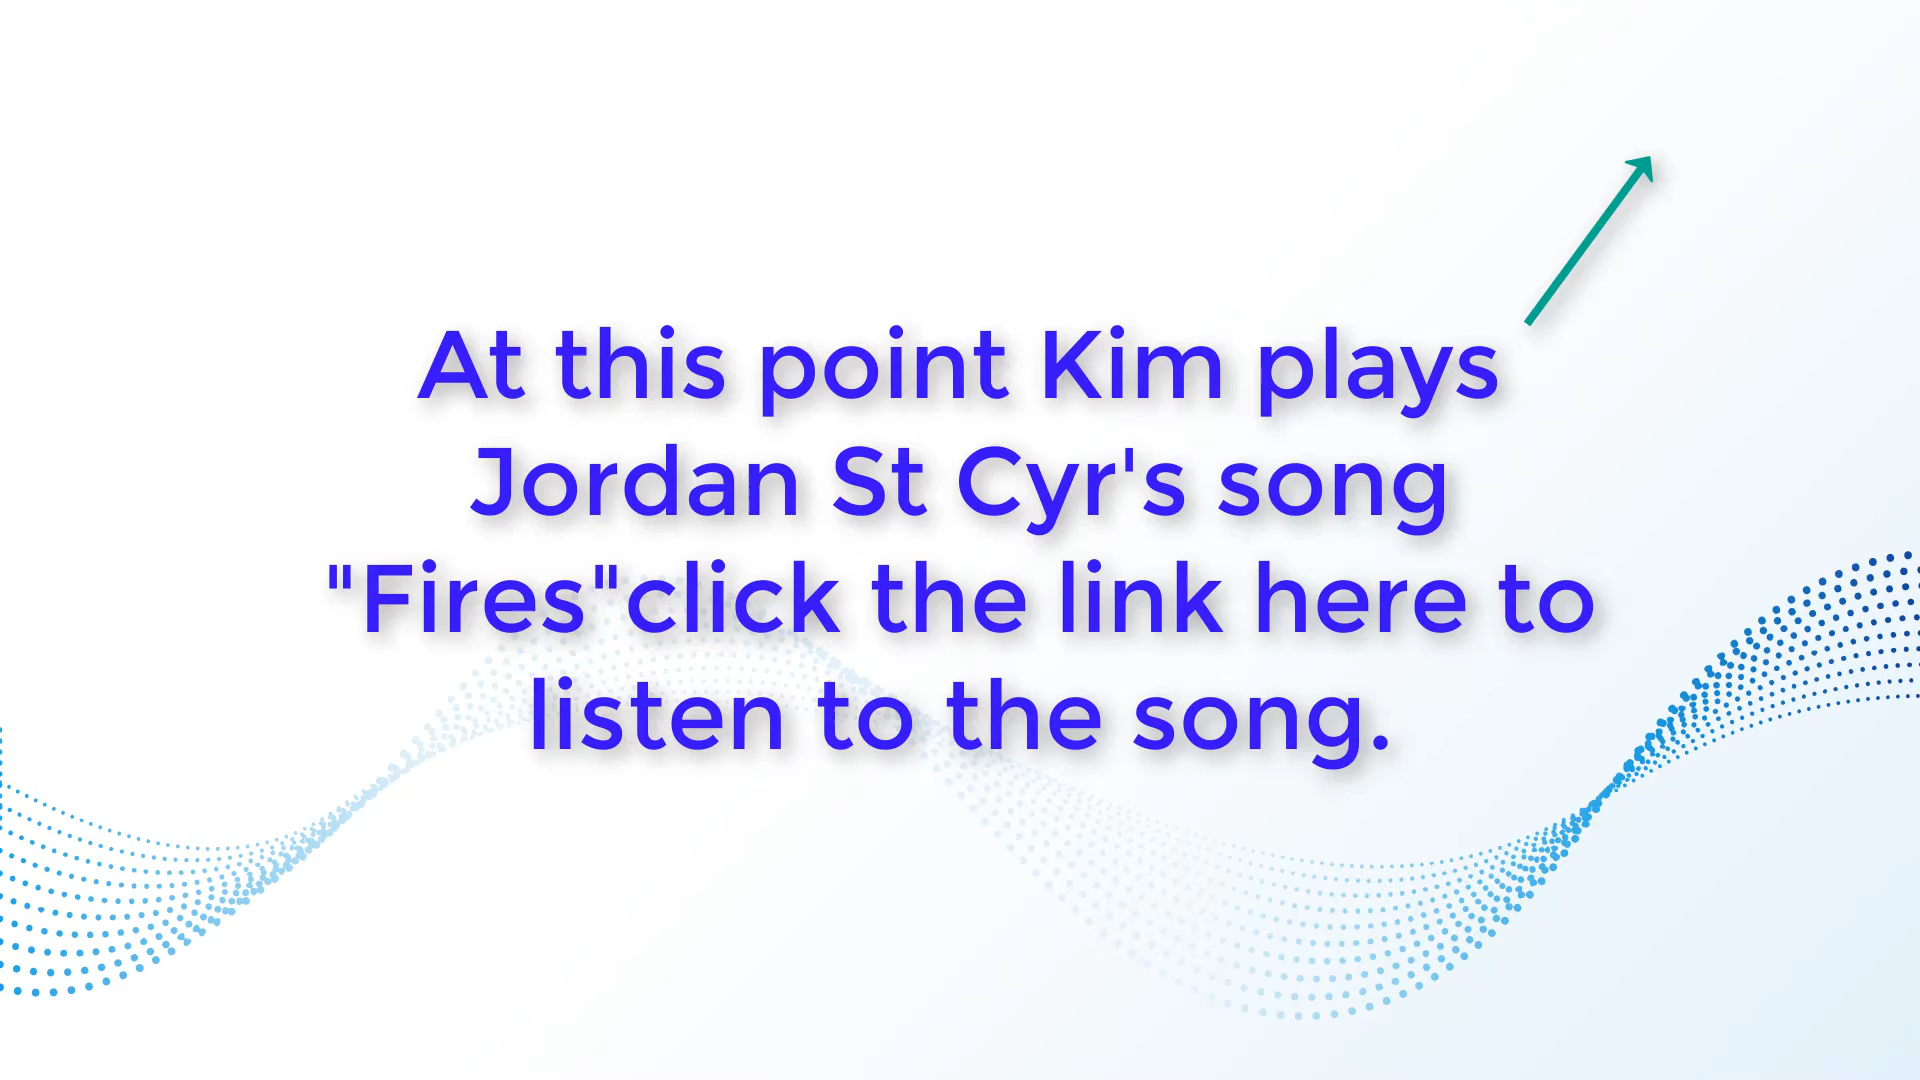 At this point Kim plays
Jordan St Cyr's song
"Fires"click the link here to
listen to the song.